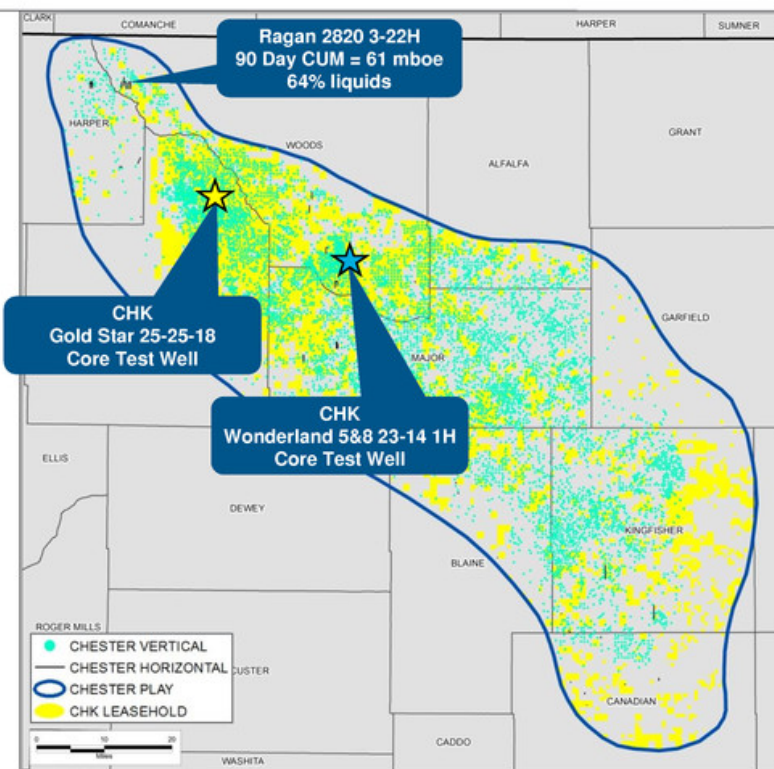 CLARK
COMANCHE
HARPER
SUMNER
Ragan 2820 3-22H
90 Day CUM = 61 mboe
64% liquids
HARPER
WOODS
ALFALFA
GRANT
CHK
Gold Star 25-25-18
Core Test Well
GARFIELD
MAJOR
CHK
Wonderland 5&8 23-14 1H
Core Test Well
ELLIS
DEWEY
KINGFISHER
BLAINE
ROGER MILLS
CHESTER VERTICAL
CHESTER HORIZONTAL
CHESTER PLAY
CHK LEASEHOLD
CUSTER
CANADIAN
CADDO
WASHITA
0 10 20
Miles